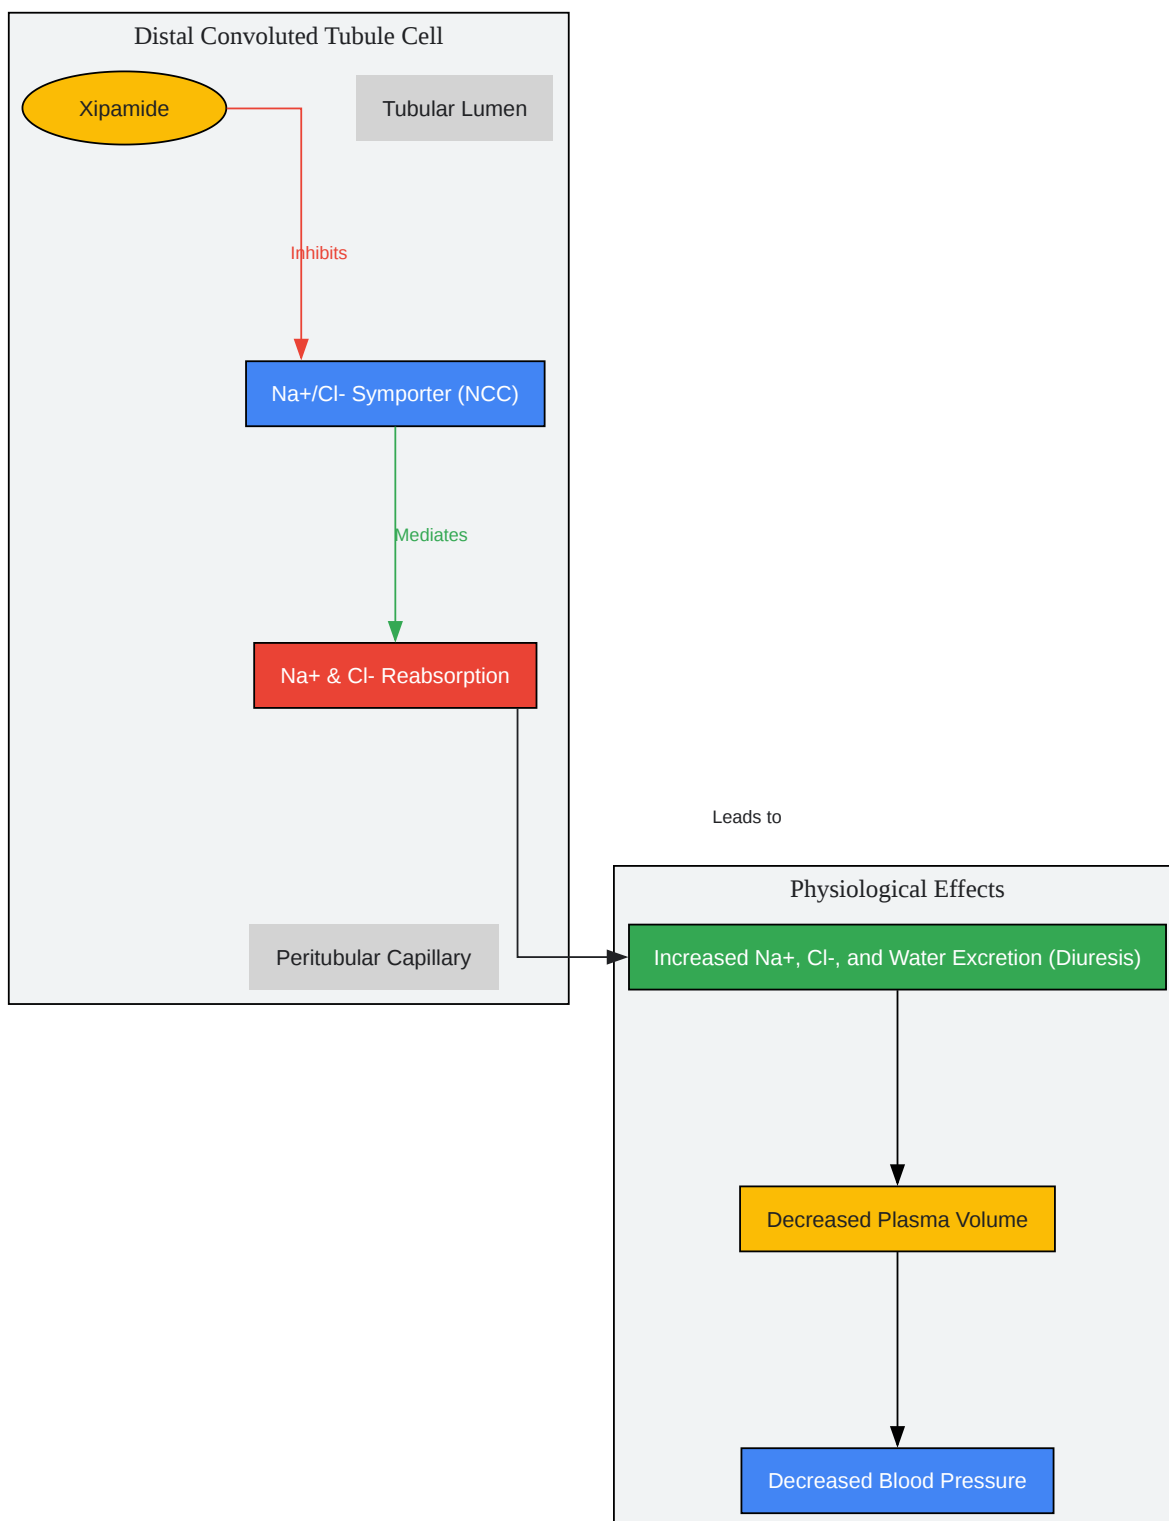 Distal Convoluted Tubule Cell
Xipamide
Tubular Lumen
Inhibits
Na+/Cl- Symporter (NCC)
Mediates
Na+ & Cl- Reabsorption
Leads to
Physiological Effects
Peritubular Capillary
Increased Na+, Cl-, and Water Excretion (Diuresis)
Decreased Plasma Volume
Decreased Blood Pressure